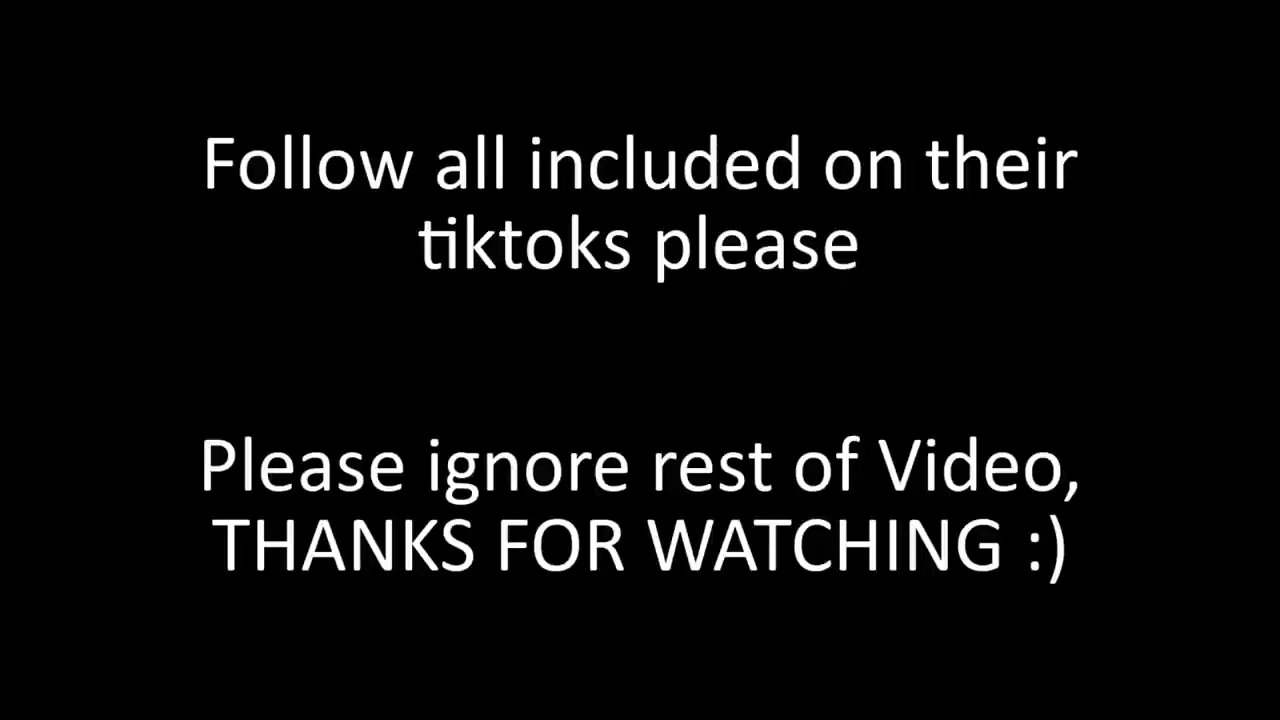 Follow all included on their
tiktoks please
Please ignore rest of Video,
THANKS FOR WATCHING :)